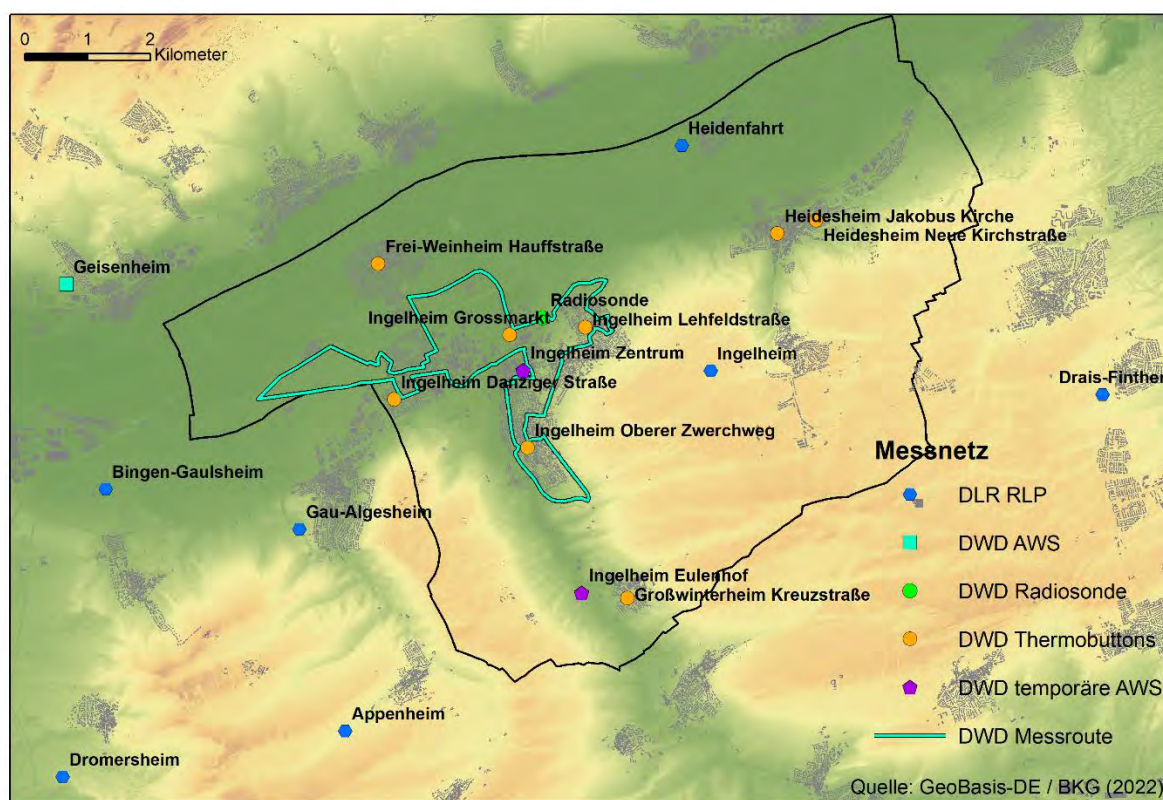 0 1 2
Kilometer
Heidenfahrt
Heidesheim Jakobus Kirche
Heidesheim Neue Kirchstraße
Frei-Weinheim Hauffstraße
Geisenheim
Radiosonde
Ingelheim Grossmarkt
Ingelheim Lehfeldstraße
Ingelheim Zentrum
Ingelheim
Ingelheim Danziger Straße
Drais-Finthen
Ingelheim Oberer Zwerchweg
Bingen-Gaulsheim
Gau-Algesheim
Ingelheim Eulenhof
Großwinterheim Kreuzstraße
Appenheim
Dromersheim
Messnetz
DLR RLP
DWD AWS
DWD Radiosonde
DWD Thermobuttons
DWD temporäre AWS
DWD Messroute
Quelle: GeoBasis-DE / BKG (2022)